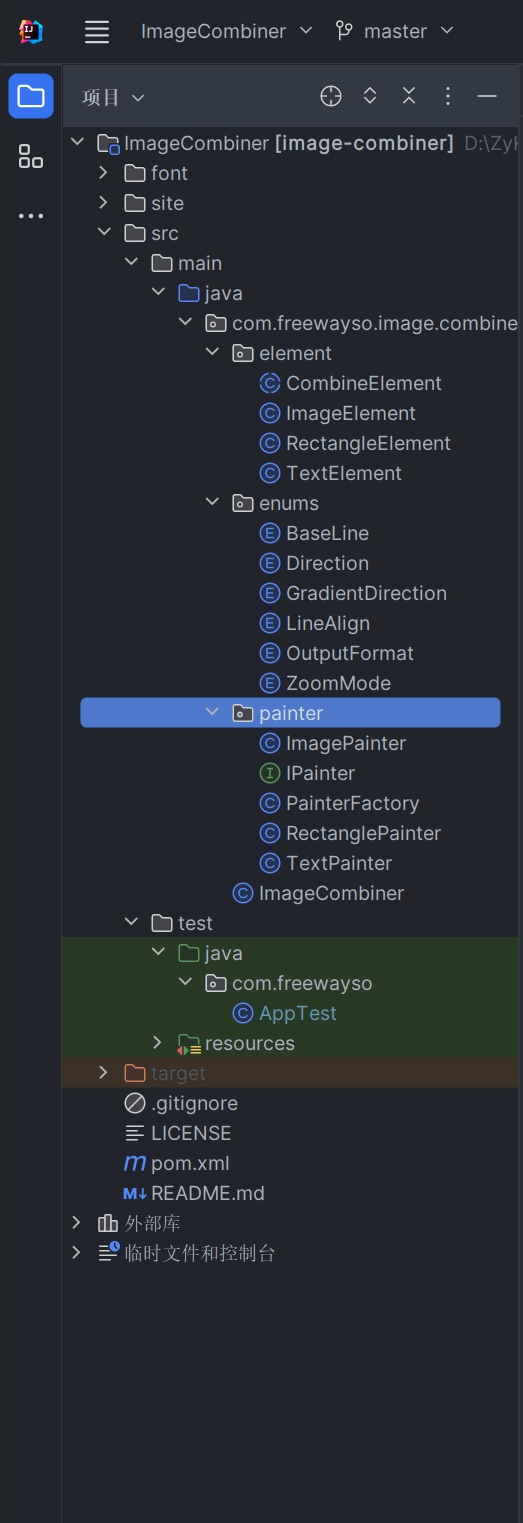 ImageCombiner master
项目
ImageCombiner [image-combiner] D:\ZyK
font
site
src
main
java
com.freewayso.image.combine
element
CombineElement
ImageElement
RectangleElement
TextElement
enums
BaseLine
Direction
GradientDirection
LineAlign
OutputFormat
ZoomMode
painter
ImagePainter
IPainter
PainterFactory
RectanglePainter
TextPainter
ImageCombiner
test
java
com.freewayso
AppTest
resources
target
.gitignore
LICENSE
pom.xml
README.md
外部库
临时文件和控制台